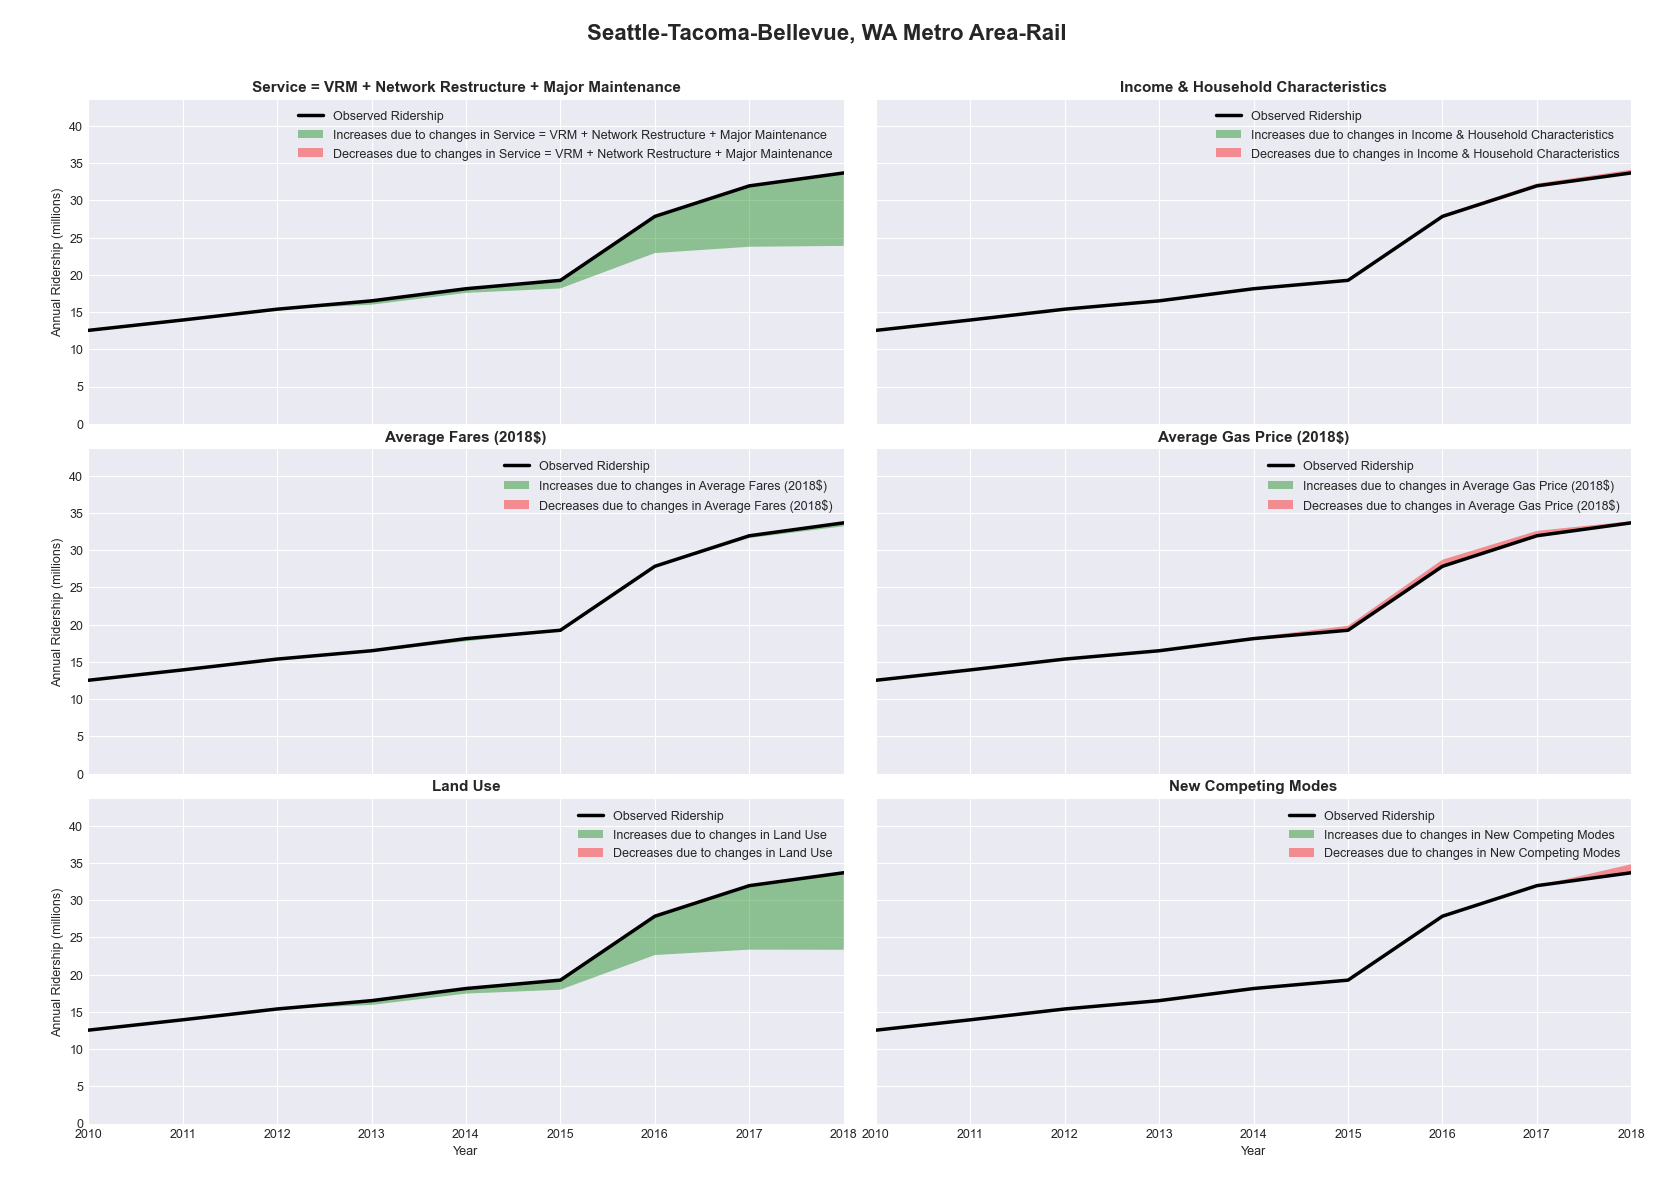 Seattle-Tacoma-Bellevue, WA Metro Area-Rail
Service = VRM + Network Restructure + Major Maintenance
Observed Ridership
Increases due to changes in Service = VRM + Network Restructure + Major Maintenance
Decreases due to changes in Service = VRM + Network Restructure + Major Maintenance
Annual Ridership (millions)
40
35
30
25
20
15
10
5
0
Income & Household Characteristics
Observed Ridership
Increases due to changes in Income & Household Characteristics
Decreases due to changes in Income & Household Characteristics
Average Fares (2018$)
Observed Ridership
Increases due to changes in Average Fares (2018$)
Decreases due to changes in Average Fares (2018$)
Annual Ridership (millions)
40
35
30
25
20
15
10
5
0
Average Gas Price (2018$)
Observed Ridership
Increases due to changes in Average Gas Price (2018$)
Decreases due to changes in Average Gas Price (2018$)
Land Use
Observed Ridership
Increases due to changes in Land Use
Decreases due to changes in Land Use
Annual Ridership (millions)
40
35
30
25
20
15
10
5
0
2010 2011 2012 2013 2014 2015 2016 2017 2018
Year
New Competing Modes
Observed Ridership
Increases due to changes in New Competing Modes
Decreases due to changes in New Competing Modes
2010 2011 2012 2013 2014 2015 2016 2017 2018
Year